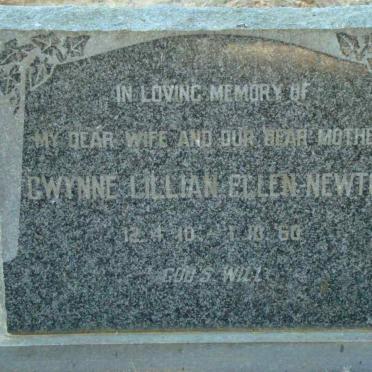 IN LOVING MEMORY OF
MY DEAR WIFE AND OUR DEAR MOTHE
GWYNNE LILLIAN ELLEN NEWT
12·4·10 - 1·10·60
GOD'S WILL